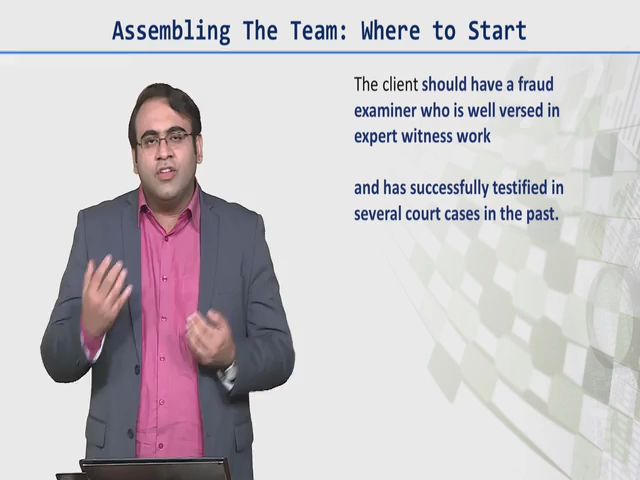 Assembling The Team: Where to Start
The client should have a fraud
examiner who is well versed in
expert witness work
and has successfully testified in
several court cases in the past.